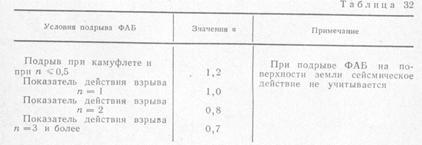 Таблица 32
Условия подрыва ФАБ
Значения α
Примечание
Подрыв при камуфлете и
при n ⩽ 0,5
1,2
Показатель действия взрыва
n = 1
1,0
Показатель действия взрыва
n = 2
0,8
Показатель действия взрыва
n = 3 и более
0,7
При подрыве ФАБ на по-
верхности земли сейсмическое
действие не учитывается